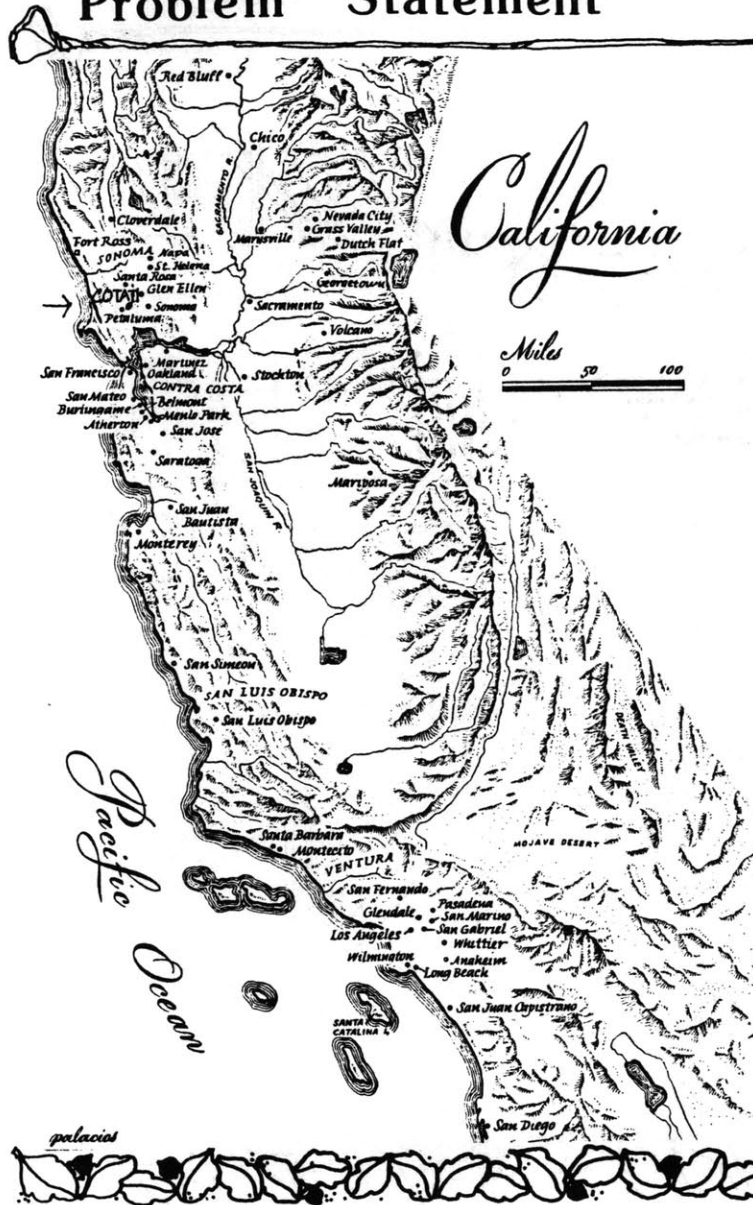 Problem Statement
Red Bluff
Chico
SACRAMENTO R.
Cloverdale
Nevada City
Grass Valley
Marysville
Dutch Flat
Fort Ross
SONOMA
Napa
St. Helena
Santa Rosa
Georgetown
COTATI
Glen Ellen
Sonoma
Petaluma
Sacramento
Volcano
California
Miles
0 50 100
San Francisco
Martinez
Oakland
Stockton
CONTRA COSTA
San Mateo
Belmont
Burlingame
Menlo Park
Atherton
San Jose
Saratoga
SAN JOAQUIN R.
Mariposa
San Juan
Bautista
Monterey
San Simeon
SAN LUIS OBISPO
San Luis Obispo
DEATH VALLEY
Pacific
Ocean
MOJAVE DESERT
Santa Barbara
Montecito
VENTURA
San Fernando
Pasadena
Glendale
San Marino
Los Angeles
San Gabriel
Whittier
Wilmington
Anaheim
Long Beach
San Juan Capistrano
SANTA
CATALINA I.
San Diego
palacios